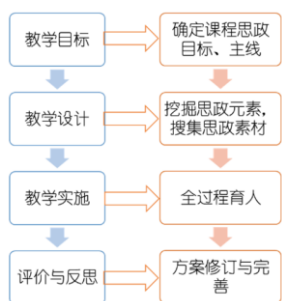 教学目标
确定课程思政
目标、主线
教学设计
挖掘思政元素，
搜集思政素材
教学实施
全过程育人
评价与反思
方案修订与完
善